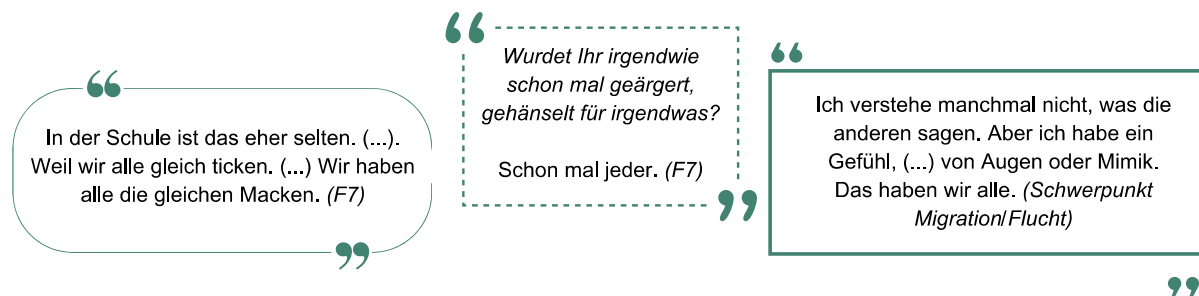 In der Schule ist das eher selten. (...).
Weil wir alle gleich ticken. (...) Wir haben
alle die gleichen Macken. (F7)
Wurdet Ihr irgendwie
schon mal geärgert,
gehänselt für irgendwas?
Schon mal jeder. (F7)
Ich verstehe manchmal nicht, was die
anderen sagen. Aber ich habe ein
Gefühl, (...) von Augen oder Mimik.
Das haben wir alle. (Schwerpunkt
Migration/Flucht)